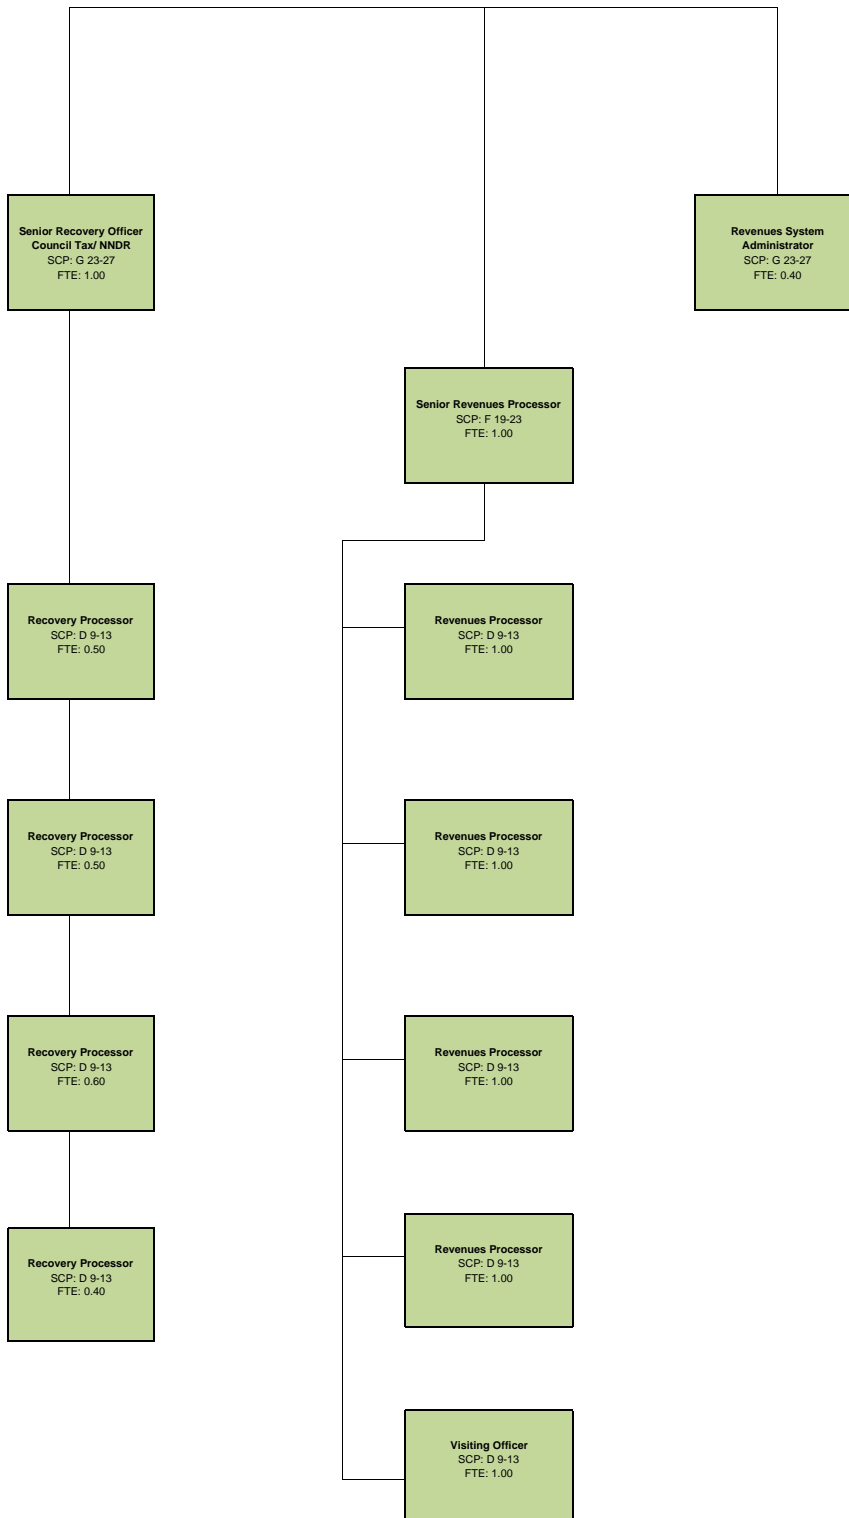 Senior Recovery Officer
Council Tax/ NNDR
SCP: G 23-27
FTE: 1.00
Revenues System
Administrator
SCP: G 23-27
FTE: 0.40
Senior Revenues Processor
SCP: F 19-23
FTE: 1.00
Recovery Processor
SCP: D 9-13
FTE: 0.50
Revenues Processor
SCP: D 9-13
FTE: 1.00
Recovery Processor
SCP: D 9-13
FTE: 0.50
Revenues Processor
SCP: D 9-13
FTE: 1.00
Recovery Processor
SCP: D 9-13
FTE: 0.60
Revenues Processor
SCP: D 9-13
FTE: 1.00
Recovery Processor
SCP: D 9-13
FTE: 0.40
Revenues Processor
SCP: D 9-13
FTE: 1.00
Visiting Officer
SCP: D 9-13
FTE: 1.00